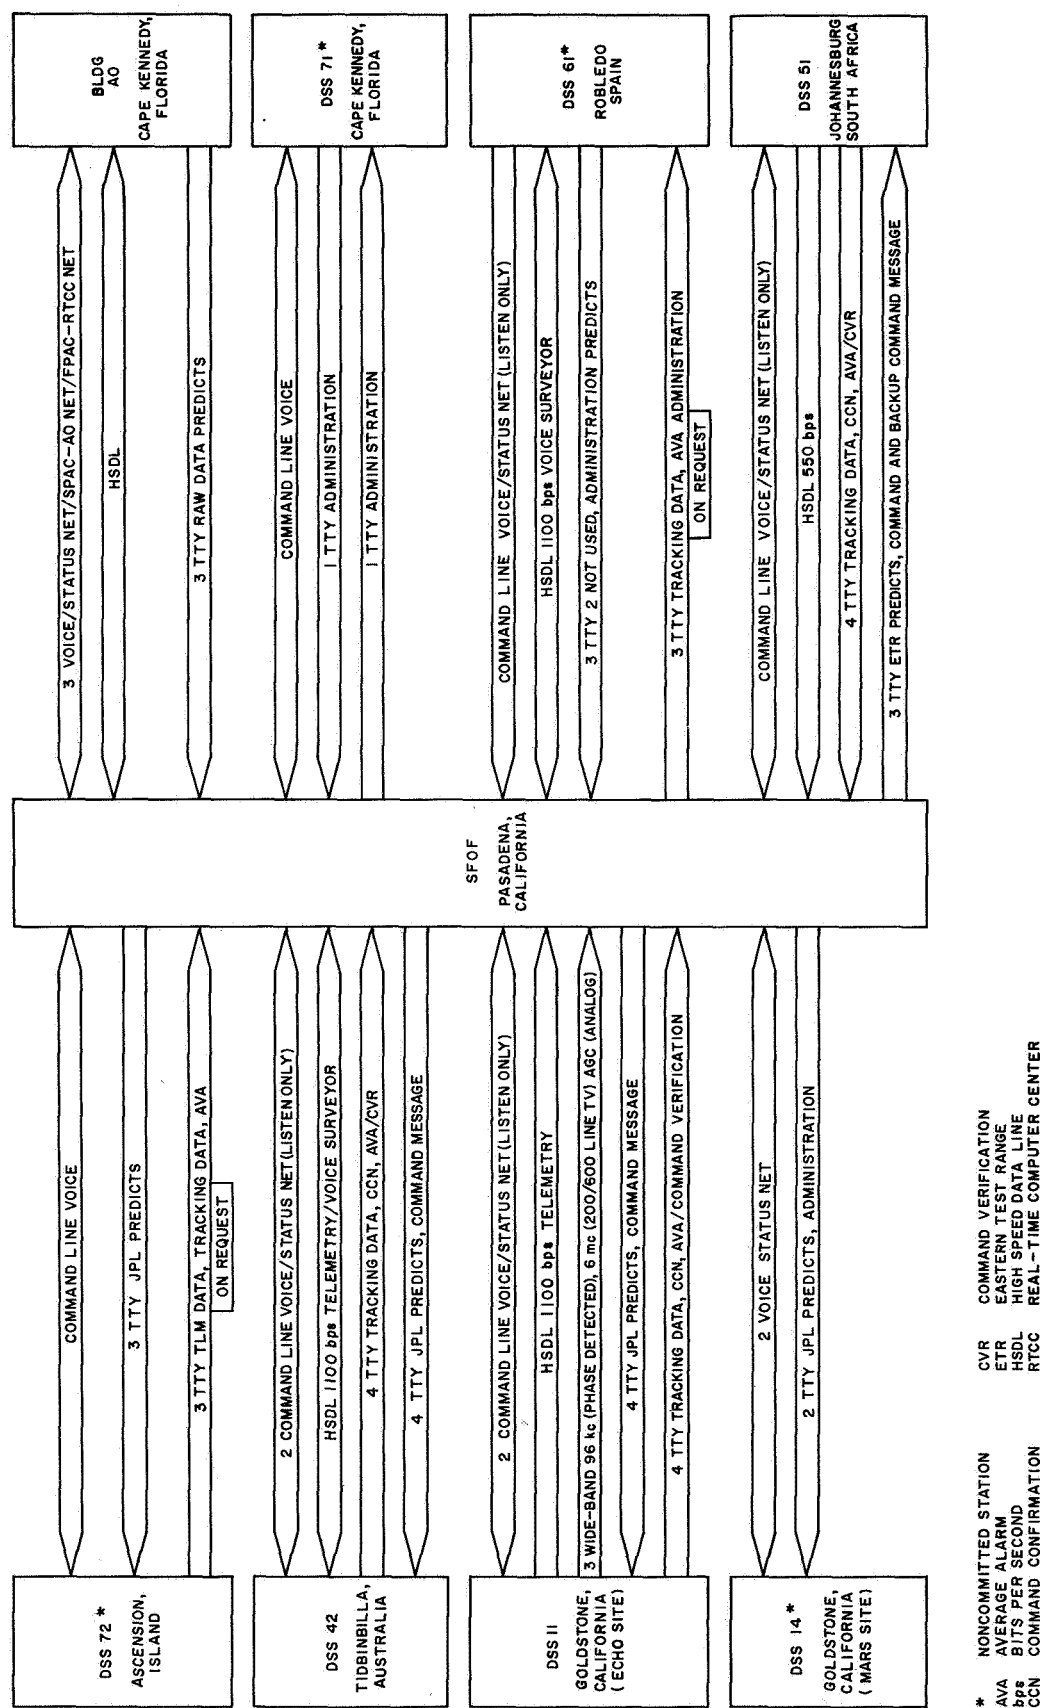 DSS 72*
ASCENSION,
ISLAND
COMMAND LINE VOICE
3 TTY JPL PREDICTS
3 TTY TLM DATA, TRACKING DATA, AVA
ON REQUEST
DSS 42
TIDBINBILLA,
AUSTRALIA
2 COMMAND LINE VOICE/STATUS NET (LISTEN ONLY)
HSDL 1100 bps TELEMETRY/VOICE SURVEYOR
4 TTY TRACKING DATA, CCN, AVA/CVR
4 TTY JPL PREDICTS, COMMAND MESSAGE
DSS 11
GOLDSTONE,
CALIFORNIA
(ECHO SITE)
2 COMMAND LINE VOICE/STATUS NET (LISTEN ONLY)
HSDL 1100 bps TELEMETRY
3 WIDE-BAND 96 kc (PHASE DETECTED), 6 mc (200/600 LINE TV) AGC (ANALOG)
4 TTY JPL PREDICTS, COMMAND MESSAGE
4 TTY TRACKING DATA, CCN, AVA/COMMAND VERIFICATION
DSS 14*
GOLDSTONE,
CALIFORNIA
(MARS SITE)
2 VOICE STATUS NET
2 TTY JPL PREDICTS, ADMINISTRATION
SFOF
PASADENA,
CALIFORNIA
BLDG
AO
CAPE KENNEDY,
FLORIDA
3 VOICE/STATUS NET/SPAC-AO NET/FPAC-RTCC NET
HSDL
3 TTY RAW DATA PREDICTS
DSS 71*
CAPE KENNEDY,
FLORIDA
COMMAND LINE VOICE
1 TTY ADMINISTRATION
1 TTY ADMINISTRATION
DSS 61*
ROBLEDO
SPAIN
COMMAND LINE VOICE/STATUS NET (LISTEN ONLY)
HSDL 1100 bps VOICE SURVEYOR
3 TTY 2 NOT USED, ADMINISTRATION PREDICTS
3 TTY TRACKING DATA, AVA ADMINISTRATION
ON REQUEST
DSS 51
JOHANNESBURG
SOUTH AFRICA
COMMAND LINE VOICE/STATUS NET (LISTEN ONLY)
HSDL 550 bps
4 TTY TRACKING DATA, CCN, AVA/CVR
3 TTY ETR PREDICTS, COMMAND AND BACKUP COMMAND MESSAGE
* NONCOMMITTED STATION
AVA AVERAGE ALARM
bps BITS PER SECOND
CCN COMMAND CONFIRMATION
CVR COMMAND VERIFICATION
ETR EASTERN TEST RANGE
HSDL HIGH SPEED DATA LINE
RTCC REAL-TIME COMPUTER CENTER